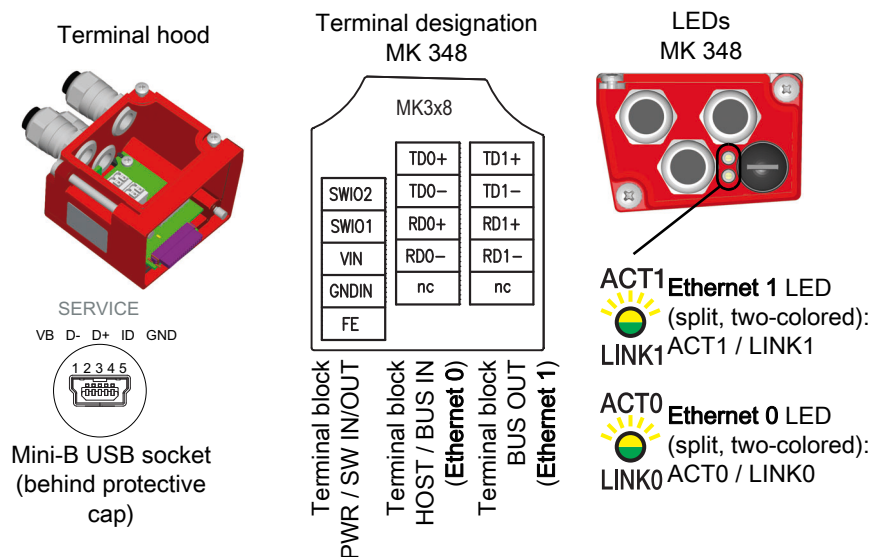 Terminal hood
SERVICE
VB D- D+ ID GND
1 2 3 4 5
Mini-B USB socket
(behind protective
cap)
Terminal designation
MK 348
MK3x8
SWIO2
SWIO1
VIN
GNDIN
FE
TD0+
TD0-
RD0+
RD0-
nc
TD1+
TD1-
RD1+
RD1-
nc
Terminal block
PWR / SW IN/OUT
Terminal block
HOST / BUS IN
(Ethernet 0)
Terminal block
BUS OUT
(Ethernet 1)
LEDs
MK 348
ACT1
LINK1
Ethernet 1 LED
(split, two-colored):
ACT1 / LINK1
ACT0
LINK0
Ethernet 0 LED
(split, two-colored):
ACT0 / LINK0